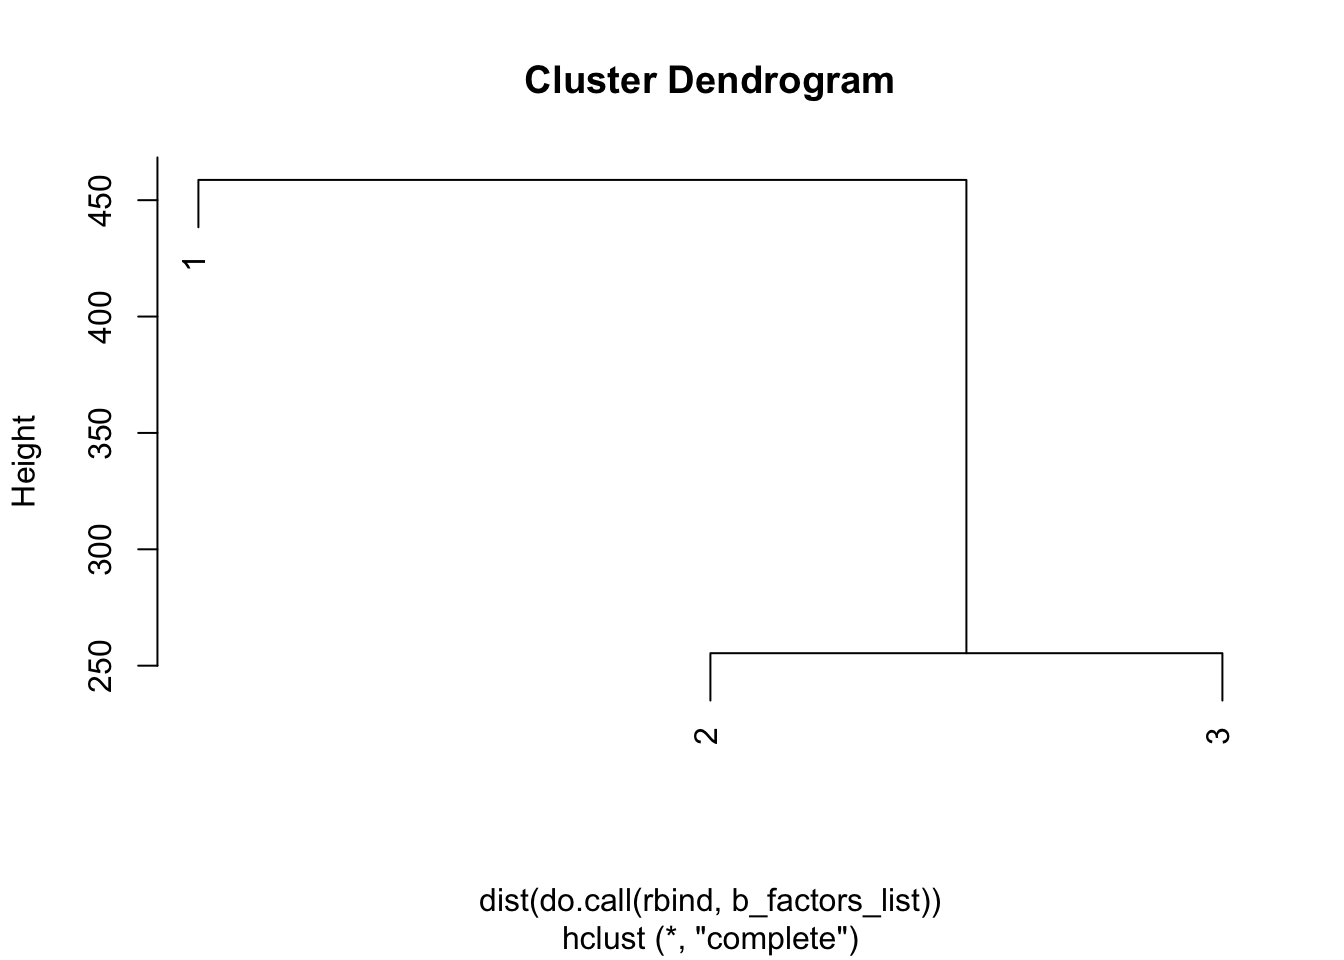 Cluster Dendrogram
Height
450
400
350
300
250
1
2
3
dist(do.call(rbind, b_factors_list))
hclust (*, "complete")